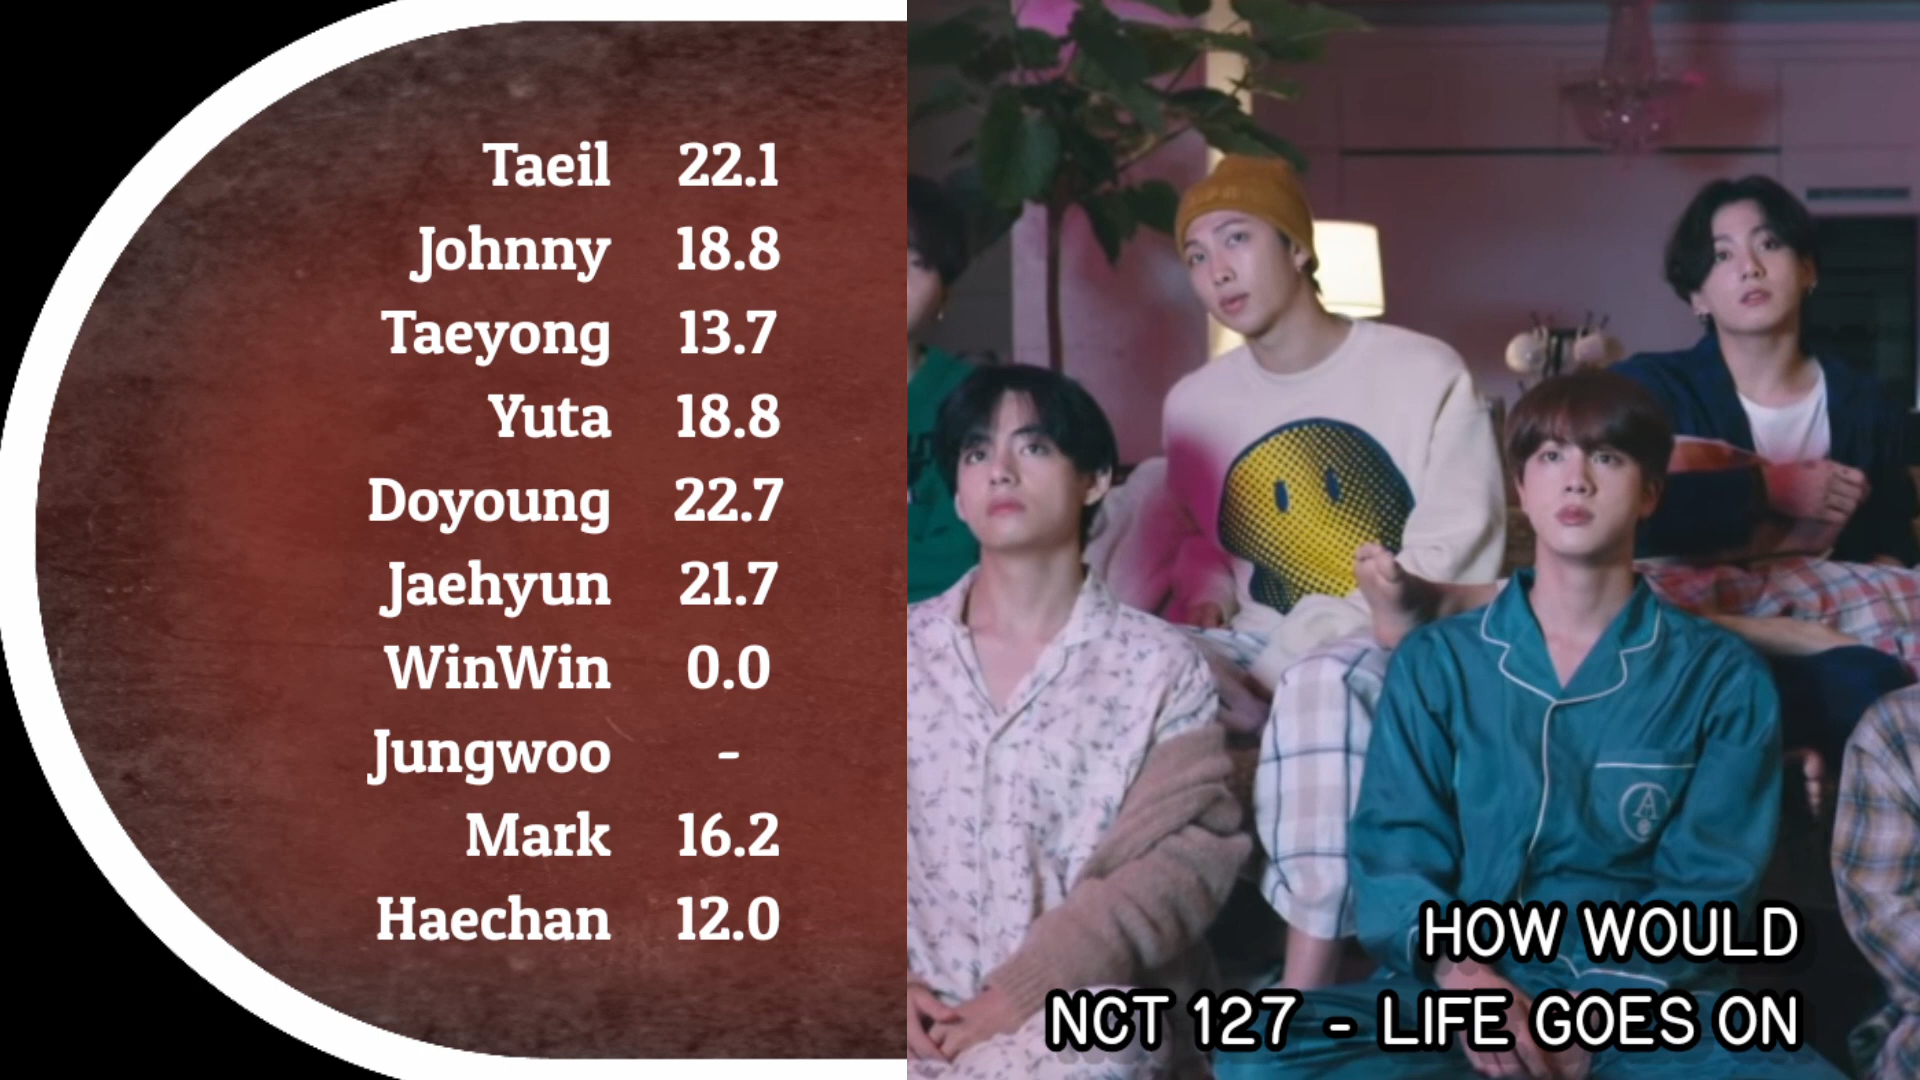 Taeil 22.1
Johnny 18.8
Taeyong 13.7
Yuta 18.8
Doyoung 22.7
Jaehyun 21.7
WinWin 0.0
Jungwoo -
Mark 16.2
Haechan 12.0
HOW WOULD
NCT 127 - LIFE GOES ON